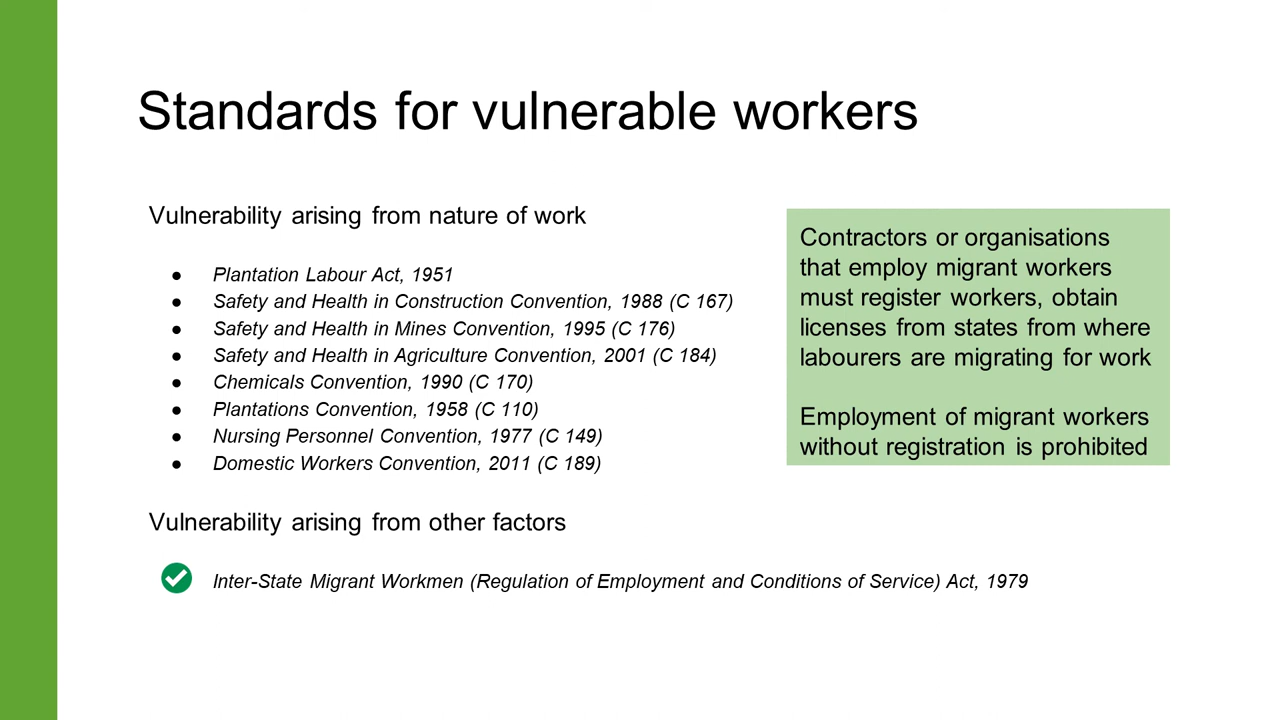 Standards for vulnerable workers
Vulnerability arising from nature of work
● Plantation Labour Act, 1951
● Safety and Health in Construction Convention, 1988 (C 167)
● Safety and Health in Mines Convention, 1995 (C 176)
● Safety and Health in Agriculture Convention, 2001 (C 184)
● Chemicals Convention, 1990 (C 170)
● Plantations Convention, 1958 (C 110)
● Nursing Personnel Convention, 1977 (C 149)
● Domestic Workers Convention, 2011 (C 189)
Vulnerability arising from other factors
Inter-State Migrant Workmen (Regulation of Employment and Conditions of Service) Act, 1979
Contractors or organisations
that employ migrant workers
must register workers, obtain
licenses from states from where
labourers are migrating for work
Employment of migrant workers
without registration is prohibited